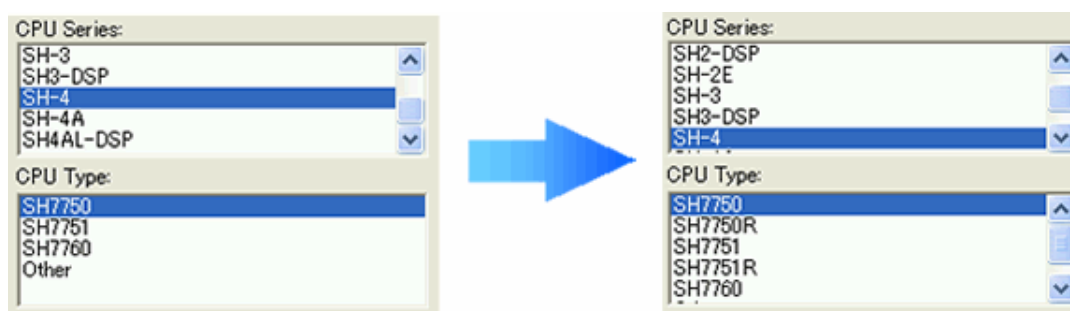 CPU Series:
SH-3
SH3-DSP
SH-4
SH-4A
SH4AL-DSP
CPU Type:
SH7750
SH7751
SH7760
Other
CPU Series:
SH2-DSP
SH-2E
SH-3
SH3-DSP
SH-4
CPU Type:
SH7750
SH7750R
SH7751
SH7751R
SH7760